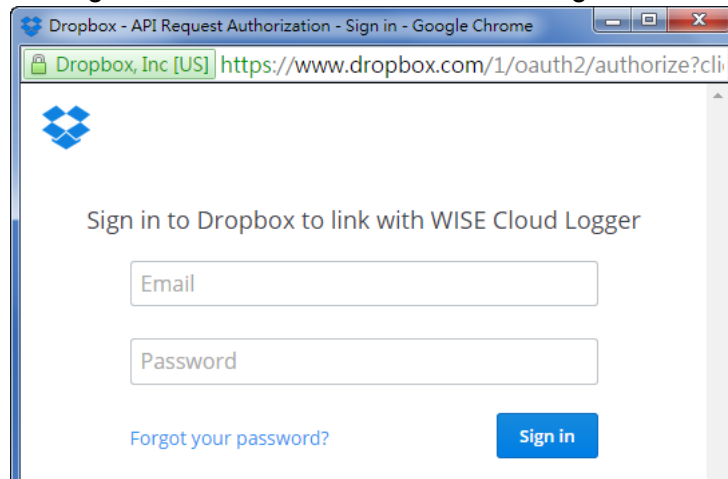 Dropbox - API Request Authorization - Sign in - Google Chrome
Dropbox, Inc [US] https://www.dropbox.com/1/oauth2/authorize?cli
Sign in to Dropbox to link with WISE Cloud Logger
Email
Password
Forgot your password?
Sign in